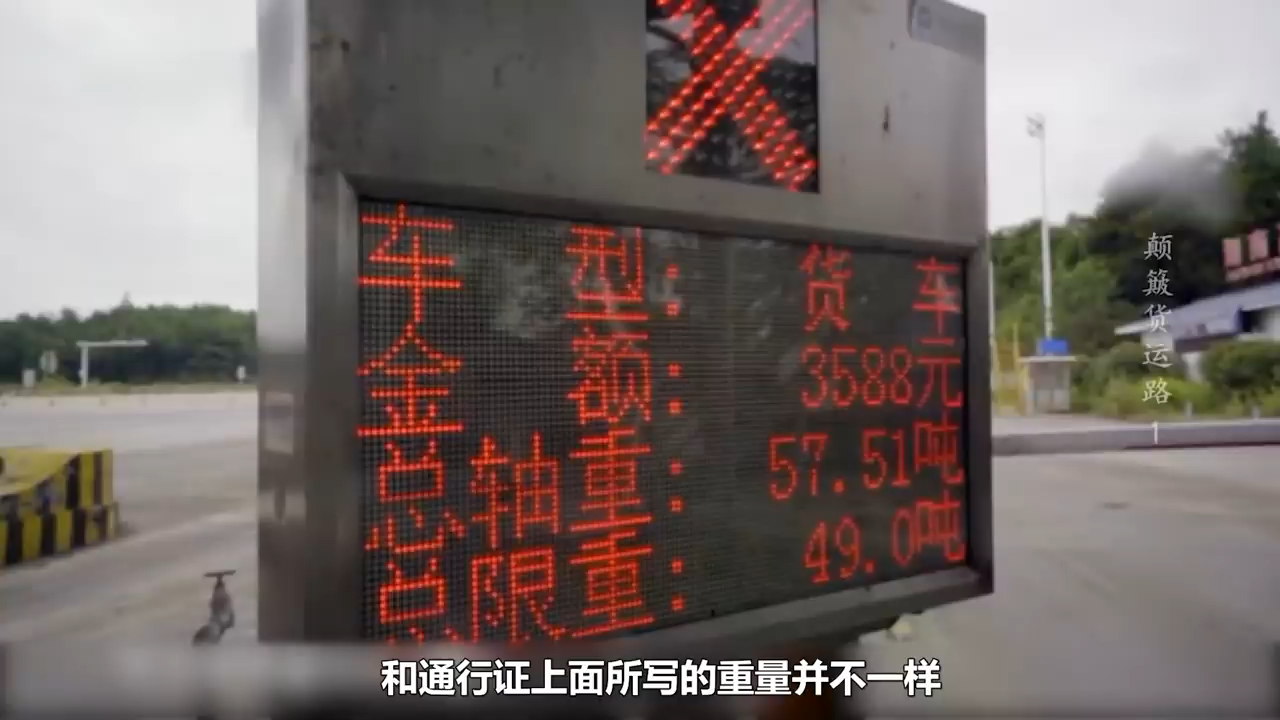 车型：货车
金额：3588元
总轴重：57.51吨
总限重：49.0吨
颠簸货运路
和通行证上面所写的重量并不一样